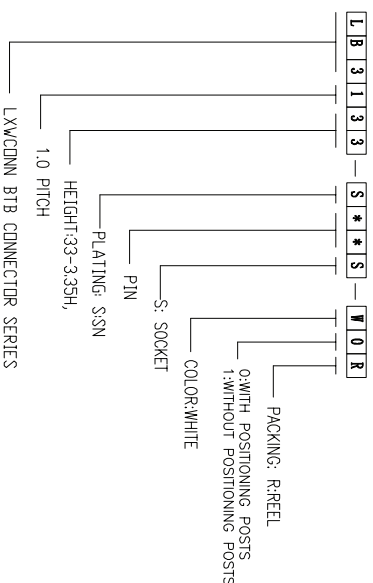 LB3133-S**S-W0R
PACKING: R:REEL
0:WITH POSITIONING POSTS
1:WITHOUT POSITIONING POSTS
COLOR:WHITE
S: SOCKET
PIN
PLATING: S:SN
HEIGHT:33-3.35H,
1.0 PITCH
LXWCONN BTB CONNECTOR SERIES